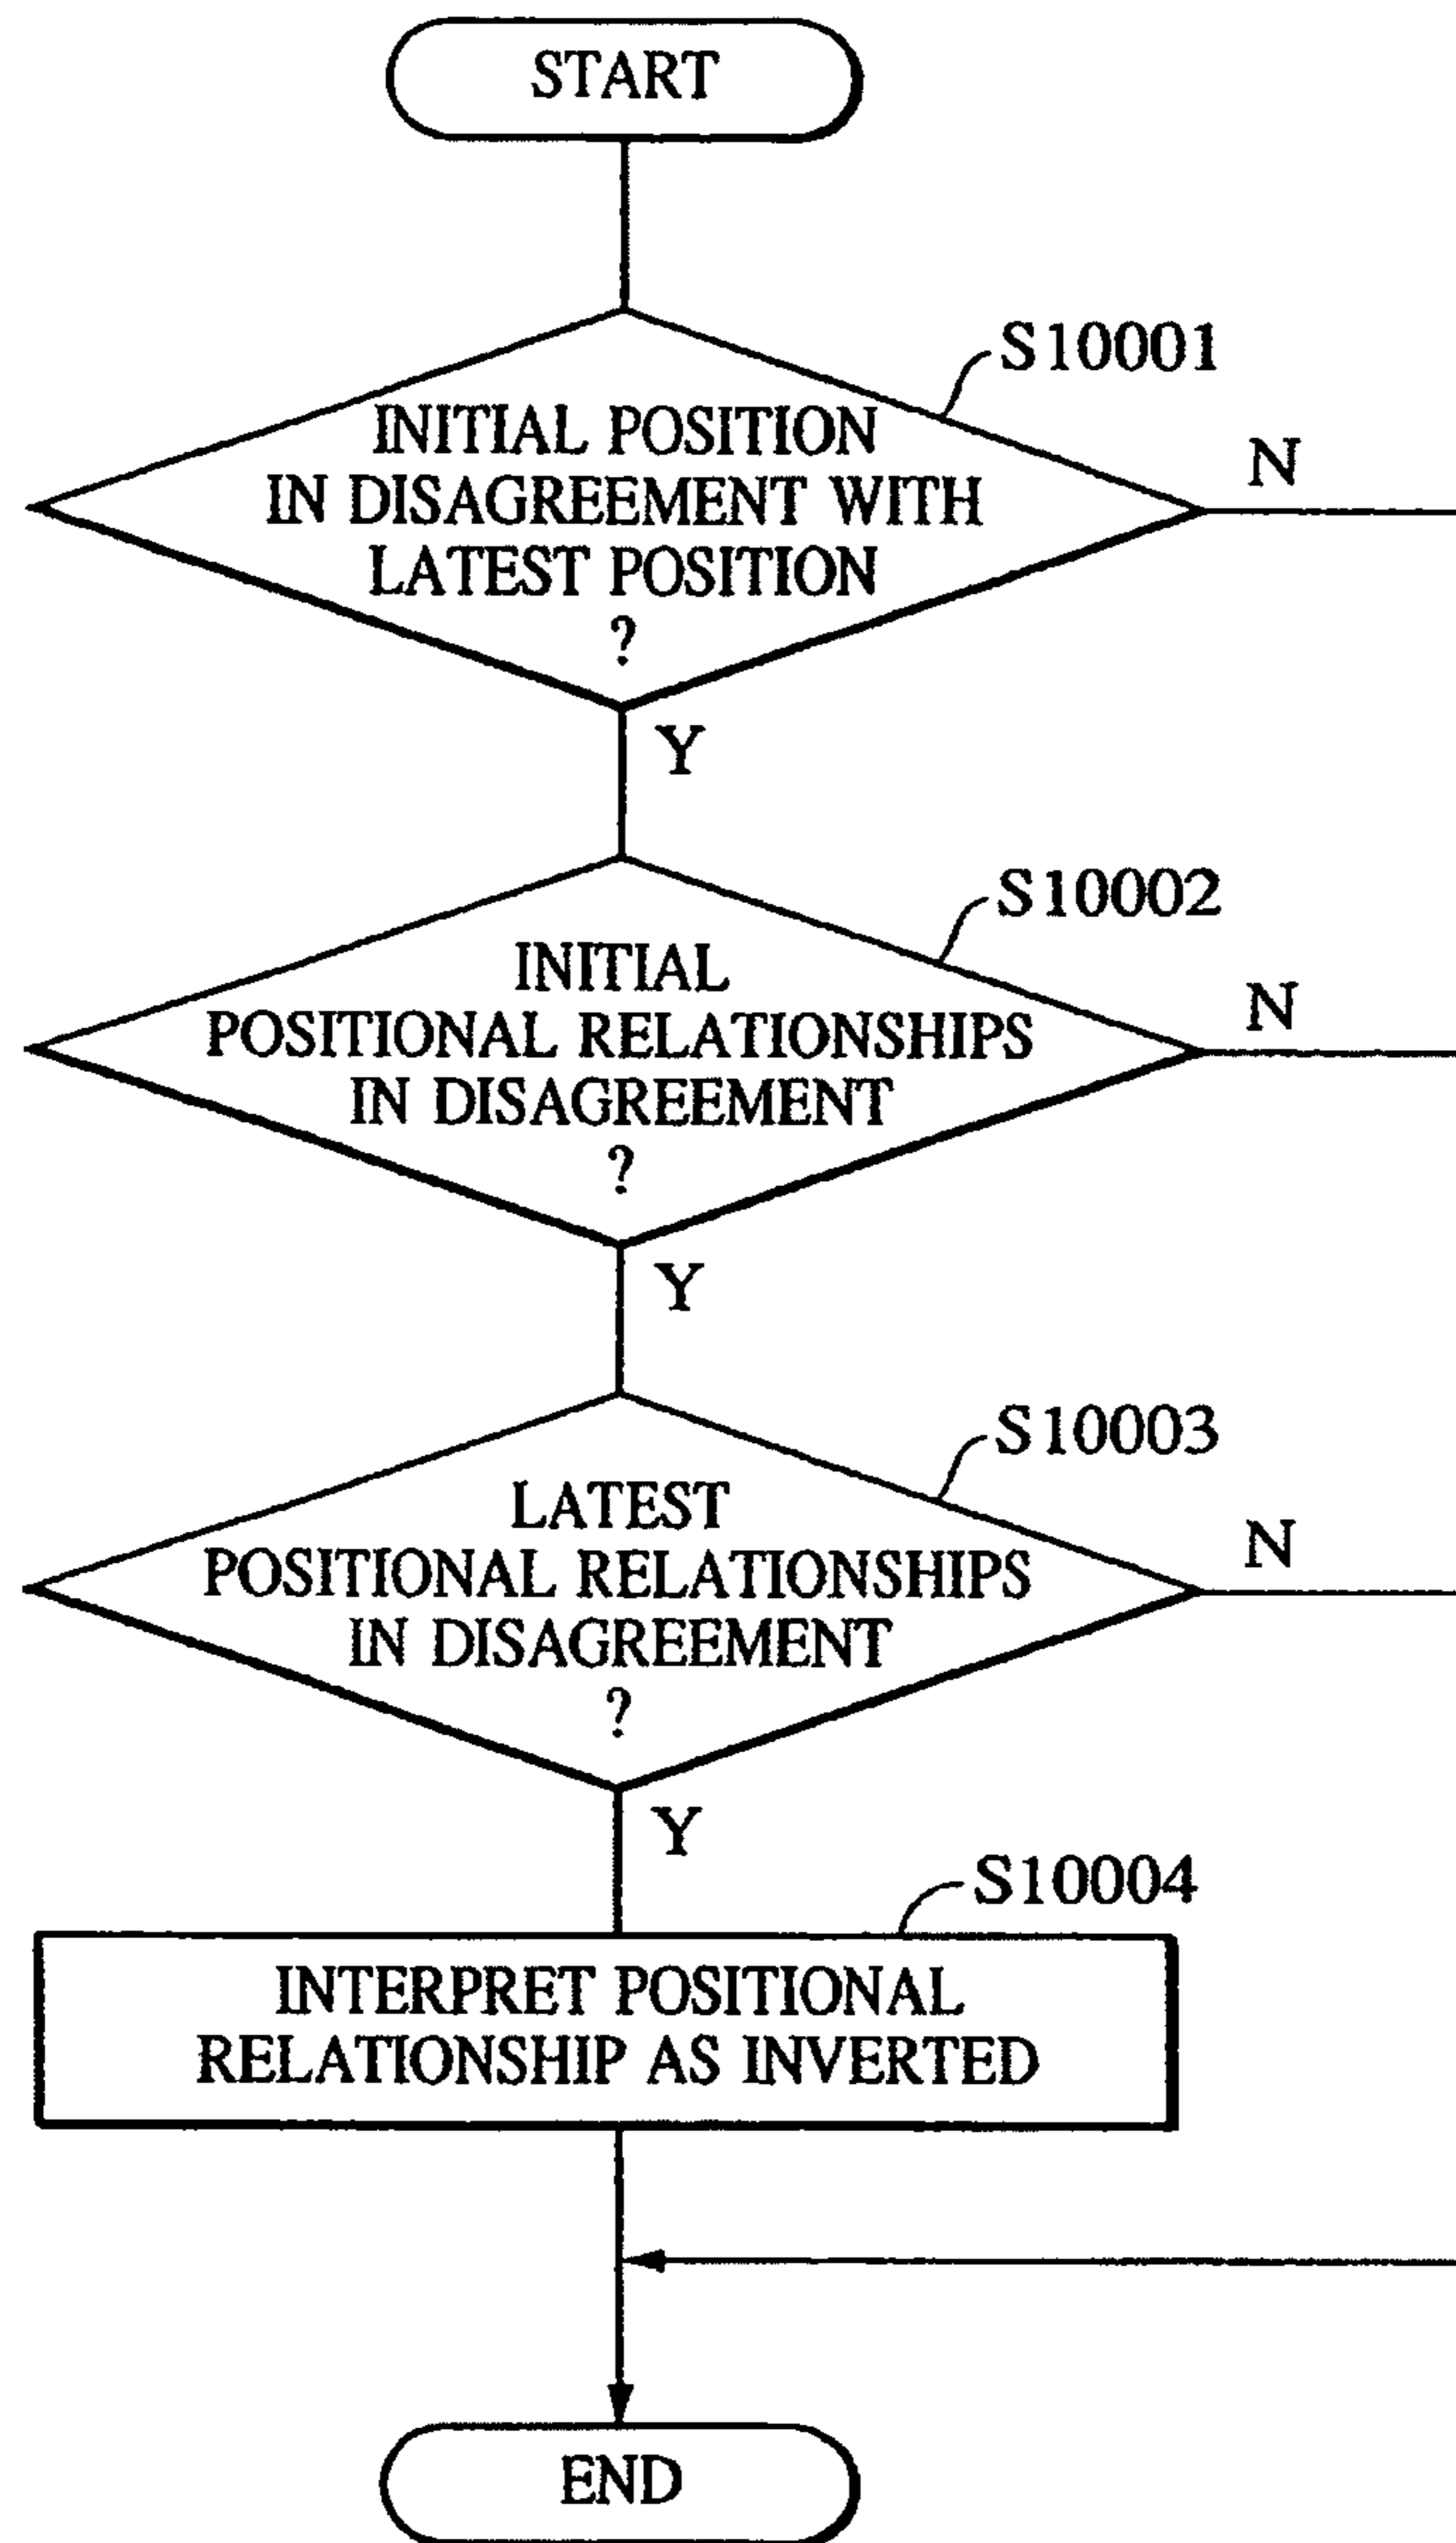 START
S10001
INITIAL POSITION
IN DISAGREEMENT WITH
LATEST POSITION
?
N
Y
S10002
INITIAL
POSITIONAL RELATIONSHIPS
IN DISAGREEMENT
?
N
Y
S10003
LATEST
POSITIONAL RELATIONSHIPS
IN DISAGREEMENT
?
N
Y
S10004
INTERPRET POSITIONAL
RELATIONSHIP AS INVERTED
END